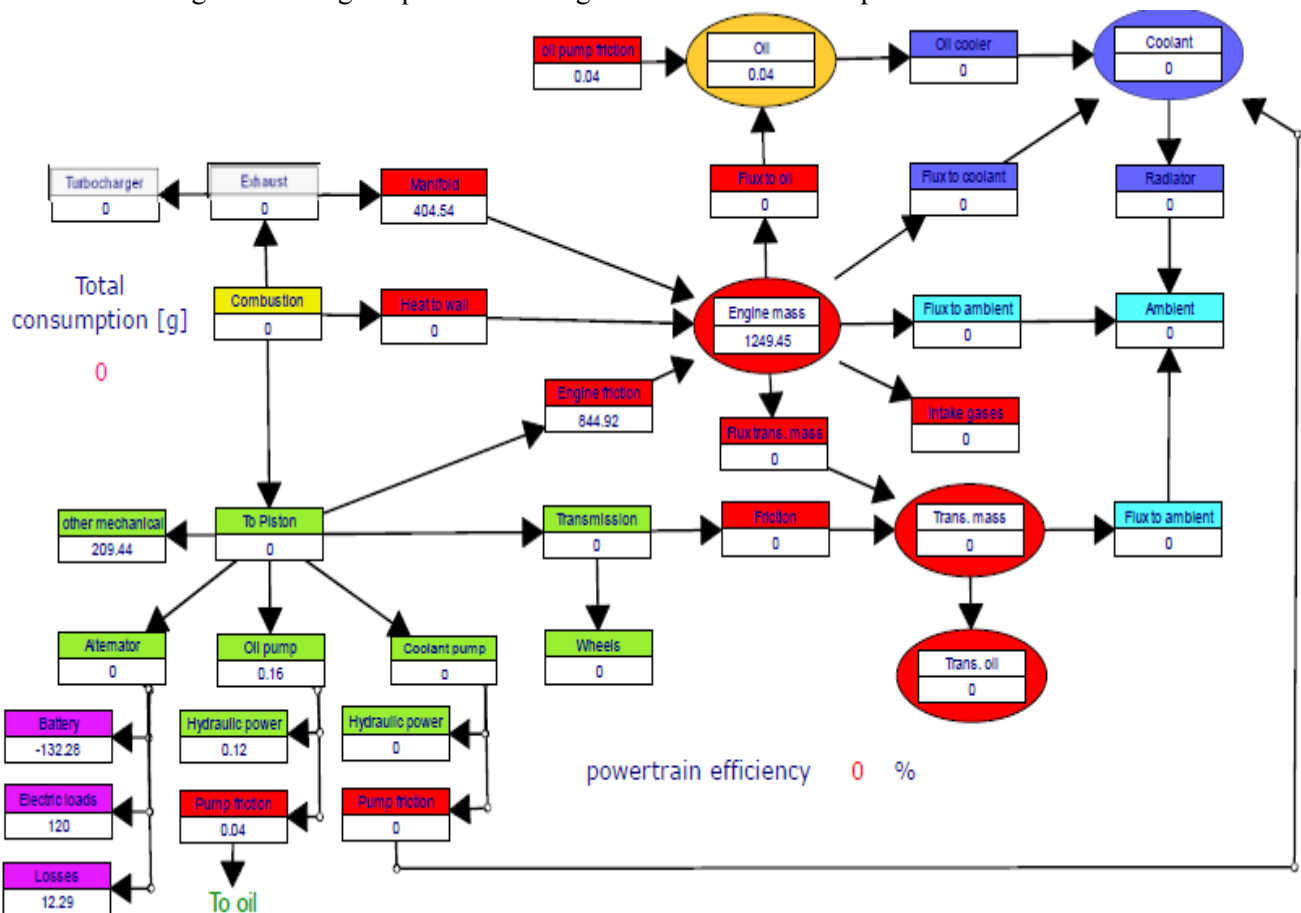 oil pump friction
0.04
Oil
0.04
Oil cooler
0
Coolant
0
Turbocharger
0
Exhaust
0
Manifold
404.54
Flux to oil
0
Flux to coolant
0
Radiator
0
Total
consumption [g]
0
Combustion
0
Heat to wall
0
Engine mass
1249.45
Flux to ambient
0
Ambient
0
Engine friction
844.92
Flux trans. mass
0
Intake gases
0
other mechanical
209.44
To Piston
0
Transmission
0
Friction
0
Trans. mass
0
Flux to ambient
0
Alternator
0
Oil pump
0.16
Coolant pump
0
Wheels
0
Trans. oil
0
Battery
-132.28
Hydraulic power
0.12
Hydraulic power
0
powertrain efficiency 0 %
Electric loads
120
Pump friction
0.04
Pump friction
0
Losses
12.29
To oil